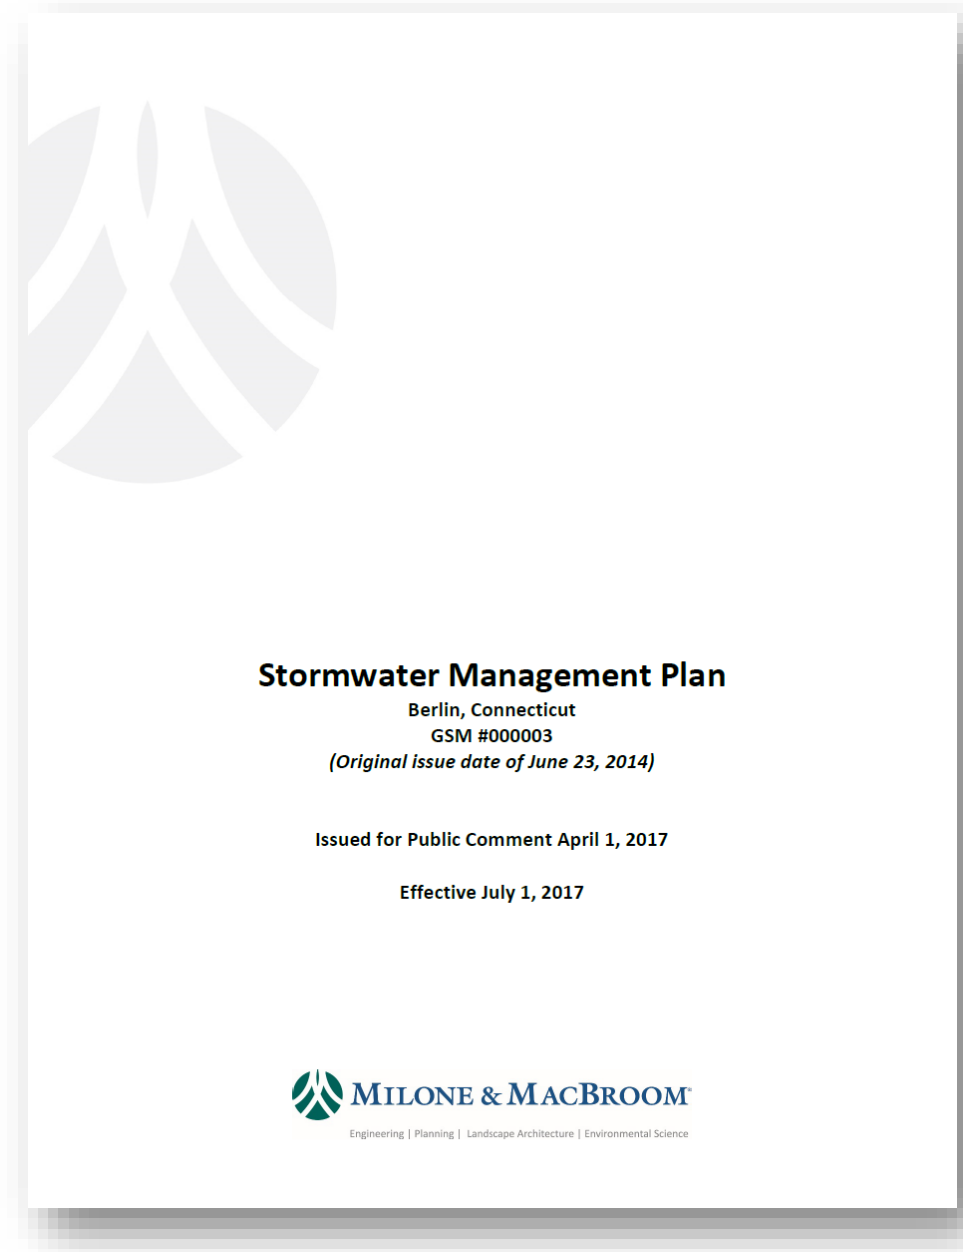 Stormwater Management Plan
Berlin, Connecticut
GSM #000003
(Original issue date of June 23, 2014)
Issued for Public Comment April 1, 2017
Effective July 1, 2017
MILONE & MACBROOM®
Engineering | Planning | Landscape Architecture | Environmental Science